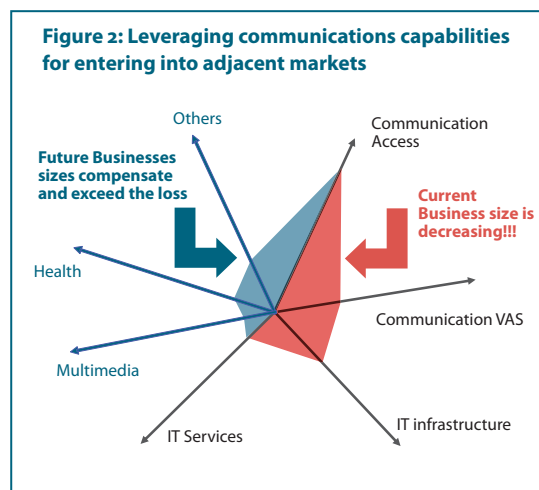 Figure 2: Leveraging communications capabilities
for entering into adjacent markets
Others
Communication
Access
Future Businesses
sizes compensate
and exceed the loss
Current
Business size is
decreasing!!!
Health
Communication VAS
Multimedia
IT Services
IT infrastructure